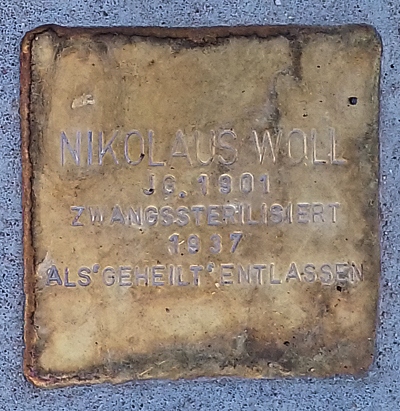 NIKOLAUS WOLL
JG. 1901
ZWANGSSTERILISIERT
1937
ALS "GEHEILT" ENTLASSEN